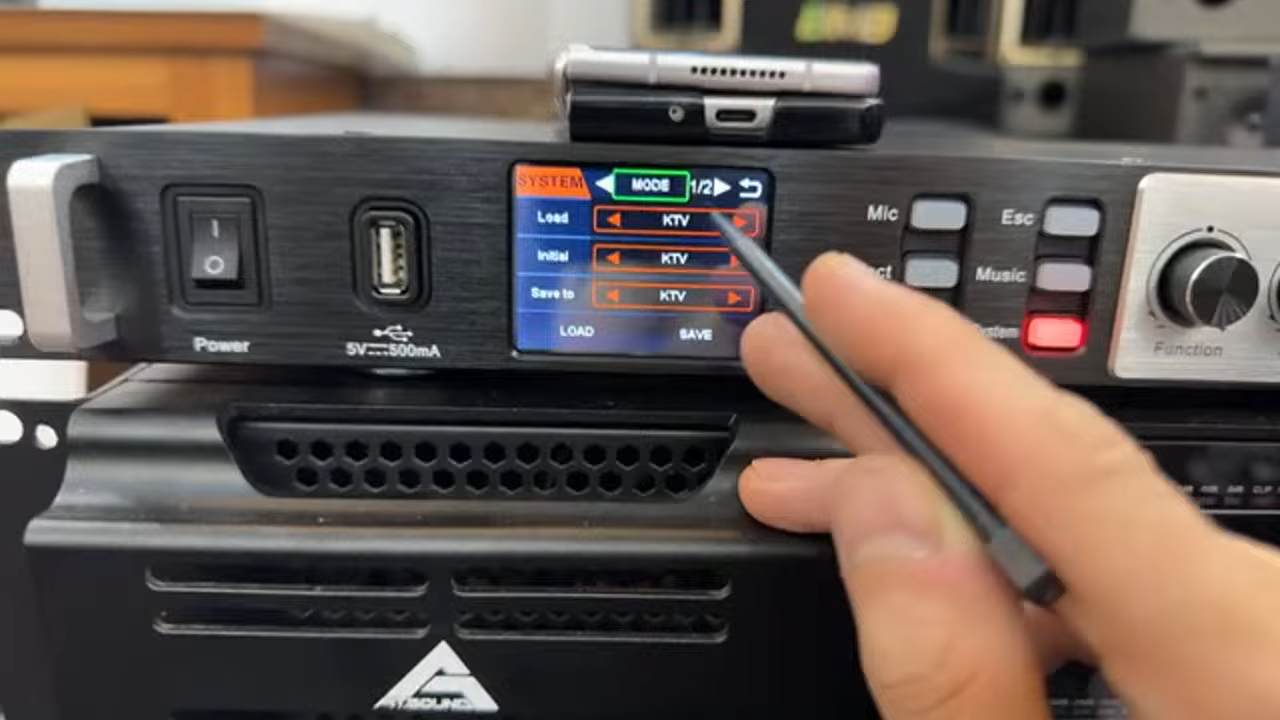 SYSTEM MODE 1/2
Load KTV
Initial KTV
Save to KTV
LOAD SAVE
Power
5V 500mA
Mic Esc
Music
System
Function